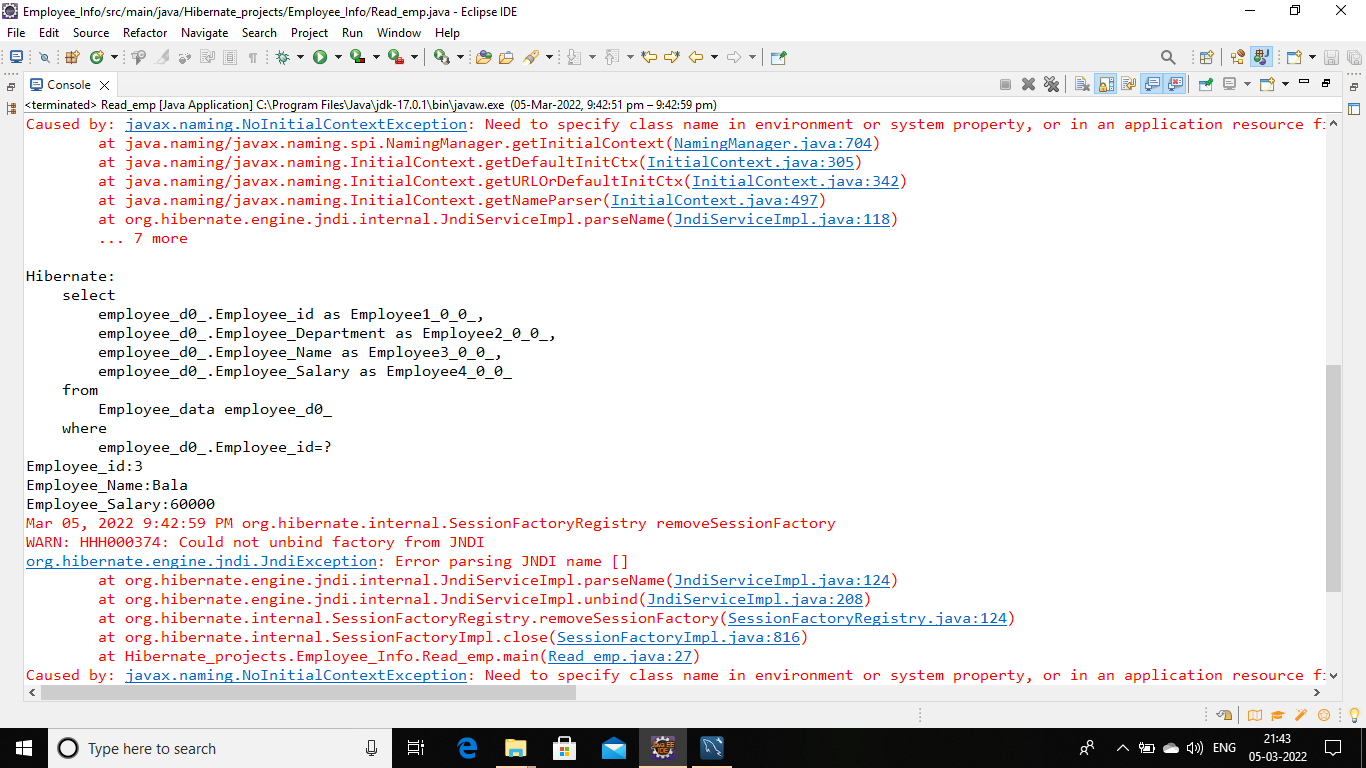 Employee_Info/src/main/java/Hibernate_projects/Employee_Info/Read_emp.java - Eclipse IDE
File Edit Source Refactor Navigate Search Project Run Window Help
Console
<terminated> Read_emp [Java Application] C:\Program Files\Java\jdk-17.0.1\bin\javaw.exe (05-Mar-2022, 9:42:51 pm – 9:42:59 pm)
Caused by: javax.naming.NoInitialContextException: Need to specify class name in environment or system property, or in an application resource fi
at java.naming/javax.naming.spi.NamingManager.getInitialContext(NamingManager.java:704)
at java.naming/javax.naming.InitialContext.getDefaultInitCtx(InitialContext.java:305)
at java.naming/javax.naming.InitialContext.getURLOrDefaultInitCtx(InitialContext.java:342)
at java.naming/javax.naming.InitialContext.getNameParser(InitialContext.java:497)
at org.hibernate.engine.jndi.internal.JndiServiceImpl.parseName(JndiServiceImpl.java:118)
... 7 more
Hibernate:
select
employee_d0_.Employee_id as Employee1_0_0_,
employee_d0_.Employee_Department as Employee2_0_0_,
employee_d0_.Employee_Name as Employee3_0_0_,
employee_d0_.Employee_Salary as Employee4_0_0_
from
Employee_data employee_d0_
where
employee_d0_.Employee_id=?
Employee_id:3
Employee_Name:Bala
Employee_Salary:60000
Mar 05, 2022 9:42:59 PM org.hibernate.internal.SessionFactoryRegistry removeSessionFactory
WARN: HHH000374: Could not unbind factory from JNDI
org.hibernate.engine.jndi.JndiException: Error parsing JNDI name []
at org.hibernate.engine.jndi.internal.JndiServiceImpl.parseName(JndiServiceImpl.java:124)
at org.hibernate.engine.jndi.internal.JndiServiceImpl.unbind(JndiServiceImpl.java:208)
at org.hibernate.internal.SessionFactoryRegistry.removeSessionFactory(SessionFactoryRegistry.java:124)
at org.hibernate.internal.SessionFactoryImpl.close(SessionFactoryImpl.java:816)
at Hibernate_projects.Employee_Info.Read_emp.main(Read_emp.java:27)
Caused by: javax.naming.NoInitialContextException: Need to specify class name in environment or system property, or in an application resource fi
Type here to search
ENG
21:43
05-03-2022